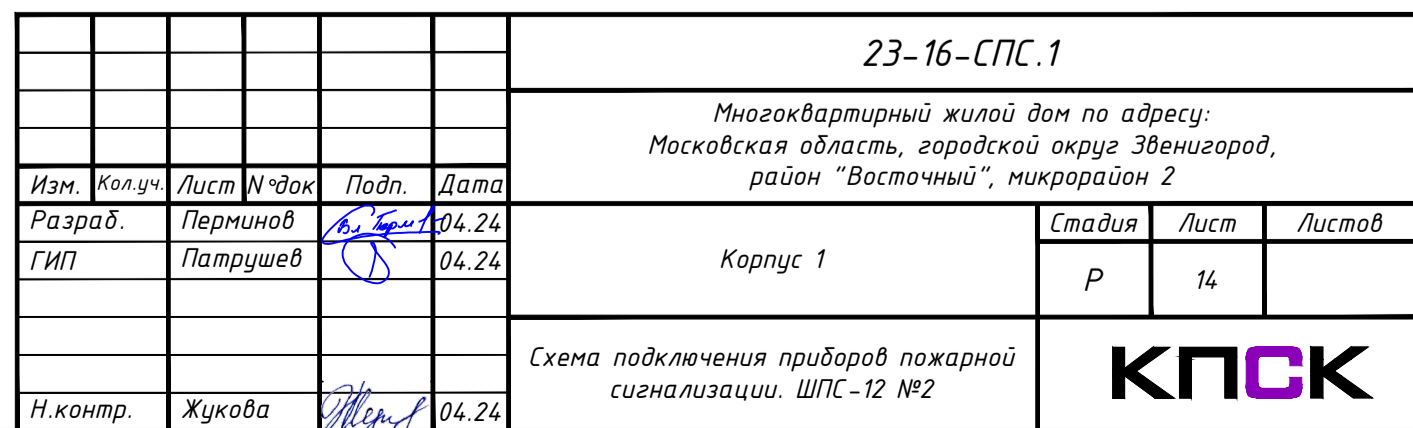 23-16-СПС.1
Многоквартирный жилой дом по адресу:
Московская область, городской округ Звенигород,
район "Восточный", микрорайон 2
Изм. Кол.уч. Лист N°док Подп. Дата
Разраб. Перминов 04.24
ГИП Патрушев 04.24
Н.контр. Жукова 04.24
Корпус 1
Стадия Лист Листов
Р 14
Схема подключения приборов пожарной
сигнализации. ШПС-12 №2
КПСК